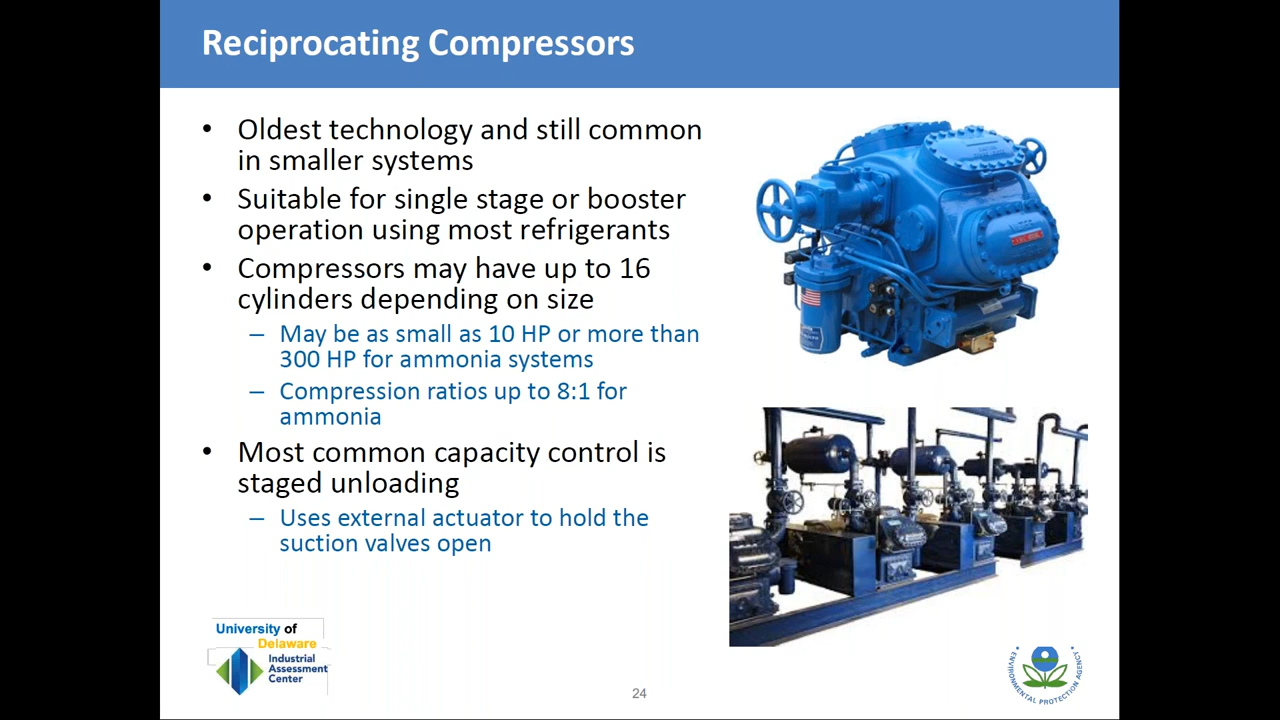 Reciprocating Compressors
• Oldest technology and still common
in smaller systems
• Suitable for single stage or booster
operation using most refrigerants
• Compressors may have up to 16
cylinders depending on size
– May be as small as 10 HP or more than
300 HP for ammonia systems
– Compression ratios up to 8:1 for
ammonia
• Most common capacity control is
staged unloading
– Uses external actuator to hold the
suction valves open
University of
Delaware
Industrial
Assessment
Center
24
ENVIRONMENTAL PROTECTION AGENCY